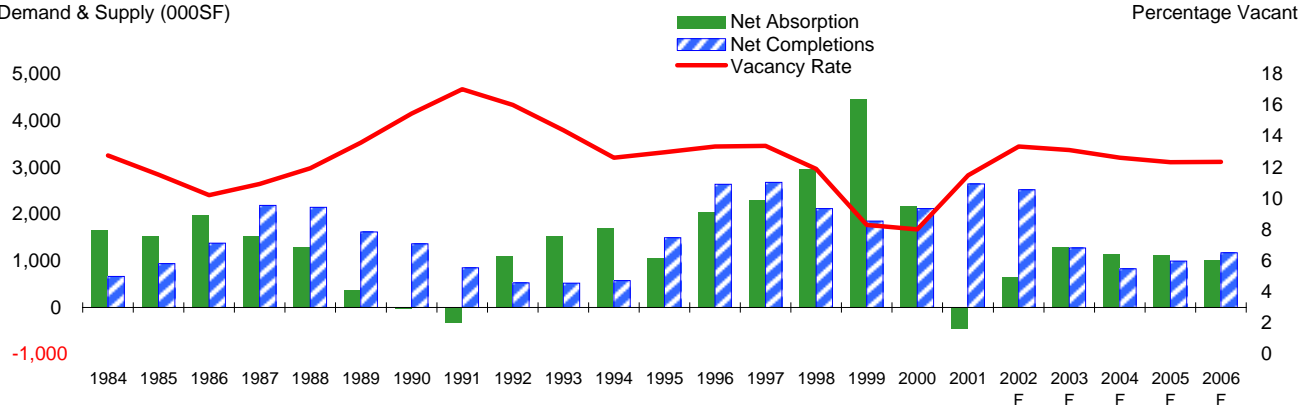 Demand & Supply (000SF)
Percentage Vacant
Net Absorption
Net Completions
Vacancy Rate
5,000
4,000
3,000
2,000
1,000
0
-1,000
18
16
14
12
10
8
6
4
2
0
1984 1985 1986 1987 1988 1989 1990 1991 1992 1993 1994 1995 1996 1997 1998 1999 2000 2001 2002 2003 2004 2005 2006